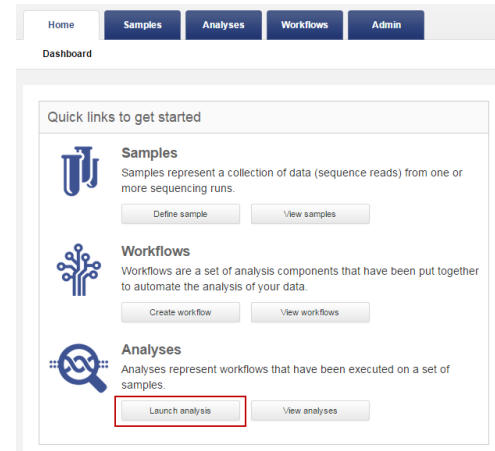 Home Samples Analyses Workflows Admin
Dashboard
Quick links to get started
Samples
Samples represent a collection of data (sequence reads) from one or
more sequencing runs.
Define sample View samples
Workflows
Workflows are a set of analysis components that have been put together
to automate the analysis of your data.
Create workflow View workflows
Analyses
Analyses represent workflows that have been executed on a set of
samples.
Launch analysis View analyses